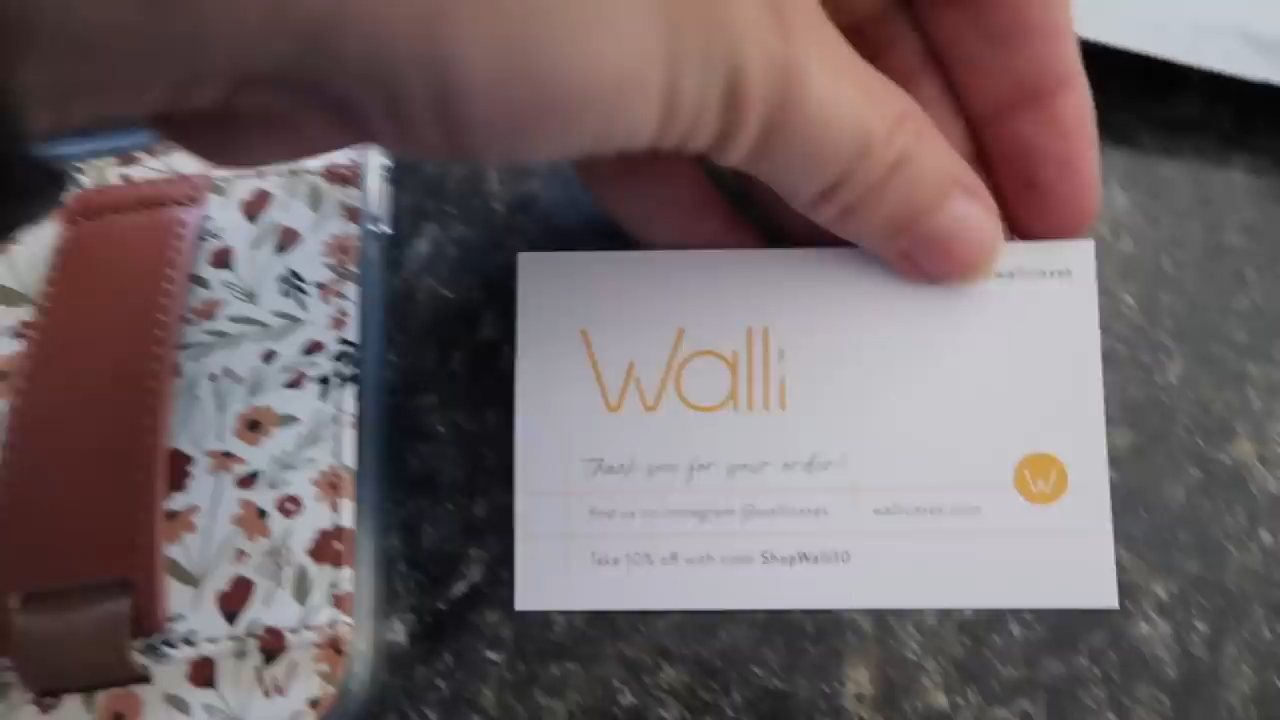 Walli
Thank you for your order!
W
find us on instagram @wallicases
wallicases.com
Take 10% off with code ShopWalli10